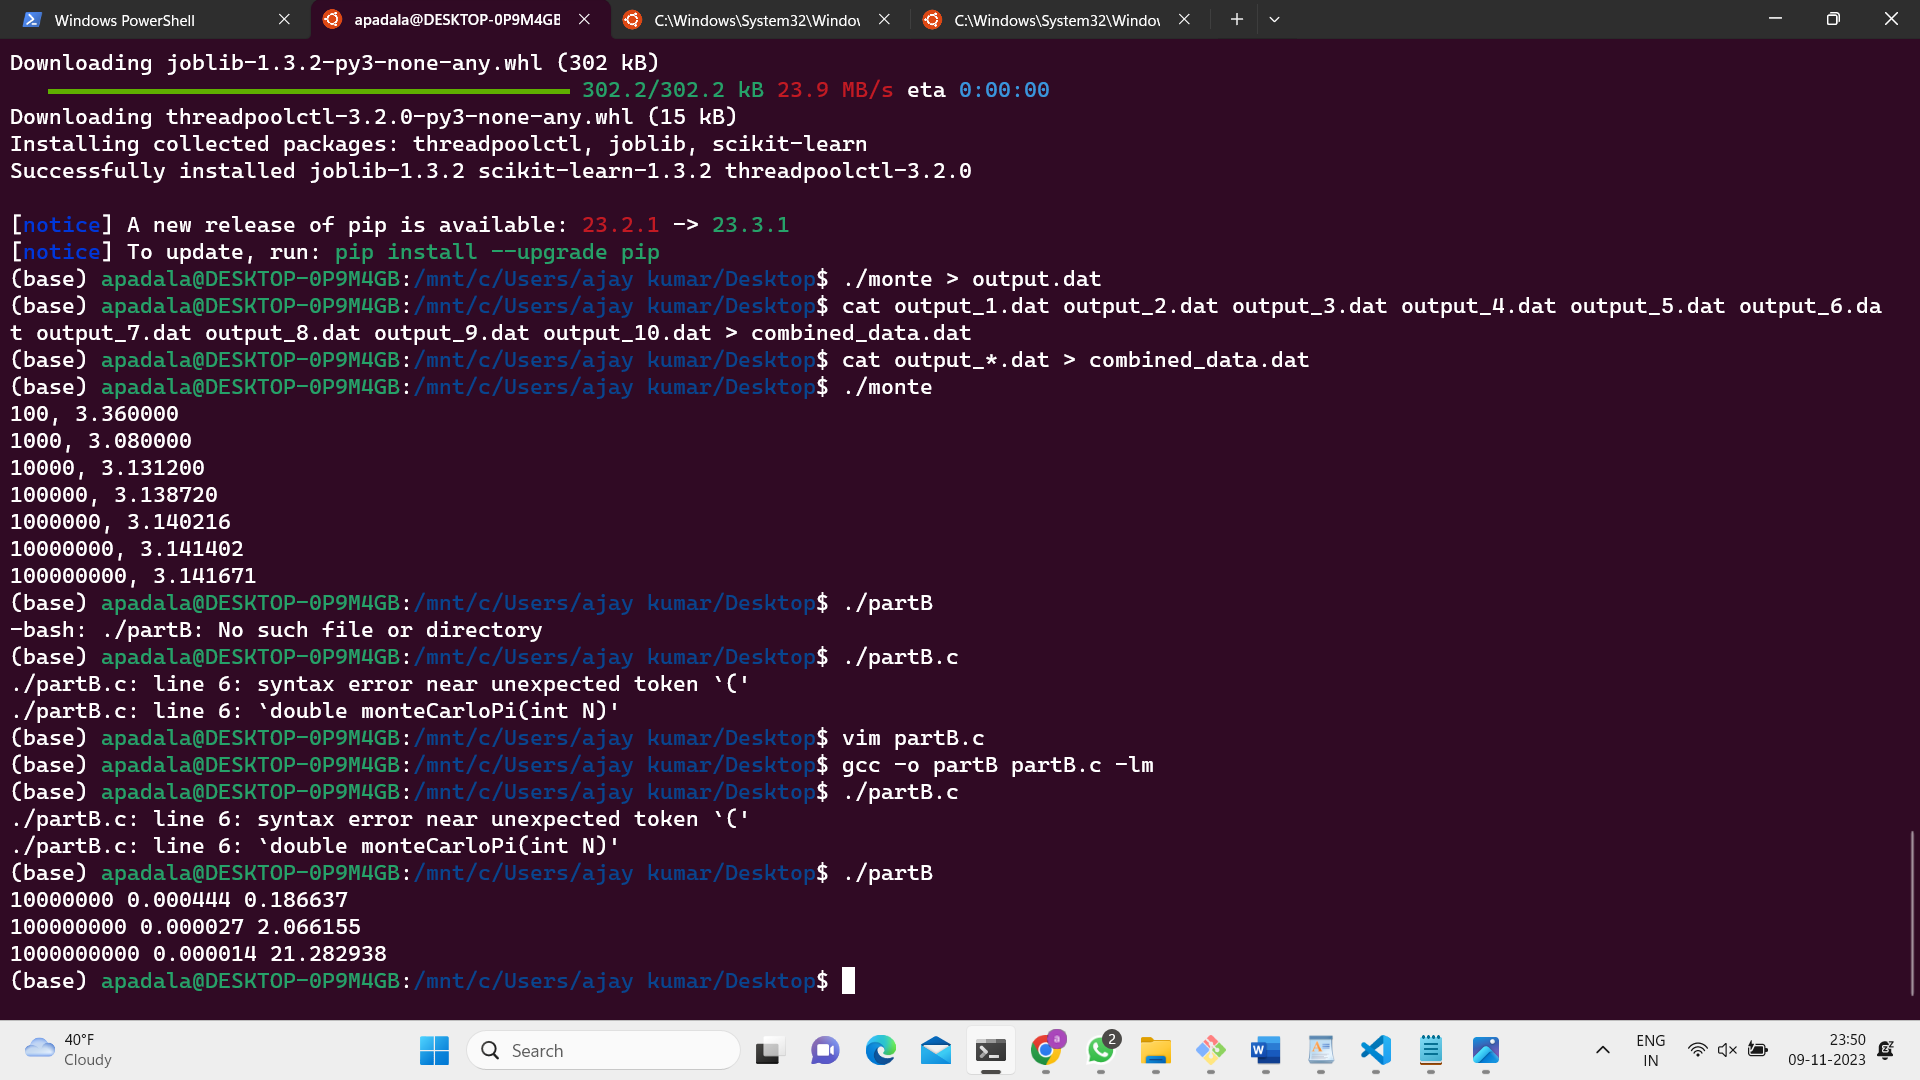 Windows PowerShell
apadala@DESKTOP-0P9M4GB
C:\Windows\System32\Windov
C:\Windows\System32\Windov
Downloading joblib-1.3.2-py3-none-any.whl (302 kB)
302.2/302.2 kB 23.9 MB/s eta 0:00:00
Downloading threadpoolctl-3.2.0-py3-none-any.whl (15 kB)
Installing collected packages: threadpoolctl, joblib, scikit-learn
Successfully installed joblib-1.3.2 scikit-learn-1.3.2 threadpoolctl-3.2.0
[notice] A new release of pip is available: 23.2.1 -> 23.3.1
[notice] To update, run: pip install --upgrade pip
(base) apadala@DESKTOP-0P9M4GB:/mnt/c/Users/ajay kumar/Desktop$ ./monte > output.dat
(base) apadala@DESKTOP-0P9M4GB:/mnt/c/Users/ajay kumar/Desktop$ cat output_1.dat output_2.dat output_3.dat output_4.dat output_5.dat output_6.da
t output_7.dat output_8.dat output_9.dat output_10.dat > combined_data.dat
(base) apadala@DESKTOP-0P9M4GB:/mnt/c/Users/ajay kumar/Desktop$ cat output_*.dat > combined_data.dat
(base) apadala@DESKTOP-0P9M4GB:/mnt/c/Users/ajay kumar/Desktop$ ./monte
100, 3.360000
1000, 3.080000
10000, 3.131200
100000, 3.138720
1000000, 3.140216
10000000, 3.141402
100000000, 3.141671
(base) apadala@DESKTOP-0P9M4GB:/mnt/c/Users/ajay kumar/Desktop$ ./partB
-bash: ./partB: No such file or directory
(base) apadala@DESKTOP-0P9M4GB:/mnt/c/Users/ajay kumar/Desktop$ ./partB.c
./partB.c: line 6: syntax error near unexpected token `('
./partB.c: line 6: `double monteCarloPi(int N)'
(base) apadala@DESKTOP-0P9M4GB:/mnt/c/Users/ajay kumar/Desktop$ vim partB.c
(base) apadala@DESKTOP-0P9M4GB:/mnt/c/Users/ajay kumar/Desktop$ gcc -o partB partB.c -lm
(base) apadala@DESKTOP-0P9M4GB:/mnt/c/Users/ajay kumar/Desktop$ ./partB.c
./partB.c: line 6: syntax error near unexpected token `('
./partB.c: line 6: `double monteCarloPi(int N)'
(base) apadala@DESKTOP-0P9M4GB:/mnt/c/Users/ajay kumar/Desktop$ ./partB
10000000 0.000444 0.186637
100000000 0.000027 2.066155
1000000000 0.000014 21.282938
(base) apadala@DESKTOP-0P9M4GB:/mnt/c/Users/ajay kumar/Desktop$
40°F
Cloudy
Search
a
2
ENG
IN
23:50
09-11-2023